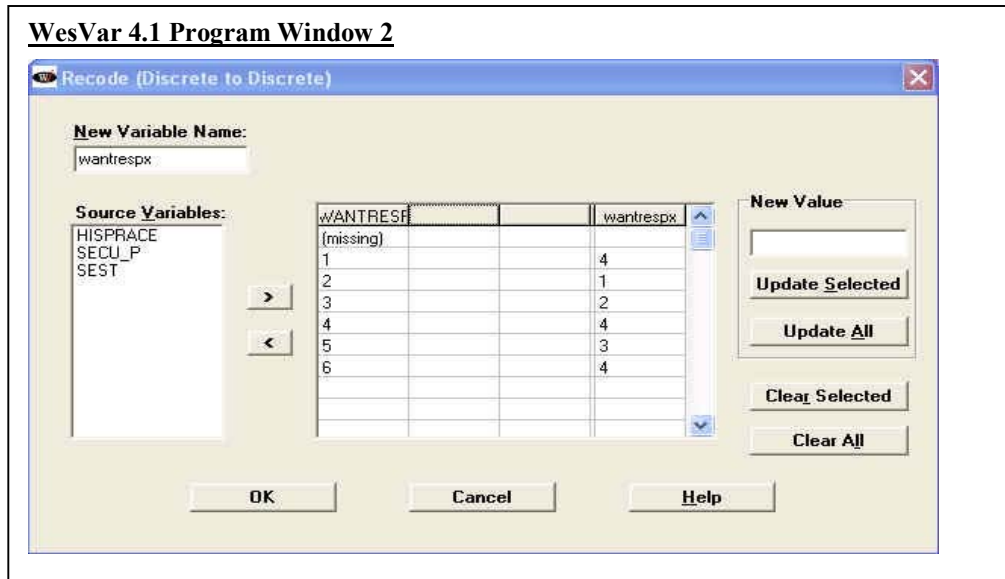 WesVar 4.1 Program Window 2
Recode (Discrete to Discrete)
New Variable Name:
wantrespx
Source Variables:
HISPRACE
SECU_P
SEST
>
<
WANTRESP wantrespx
(missing)
1 4
2 1
3 2
4 4
5 3
6 4
New Value
Update Selected
Update All
Clear Selected
Clear All
OK Cancel Help